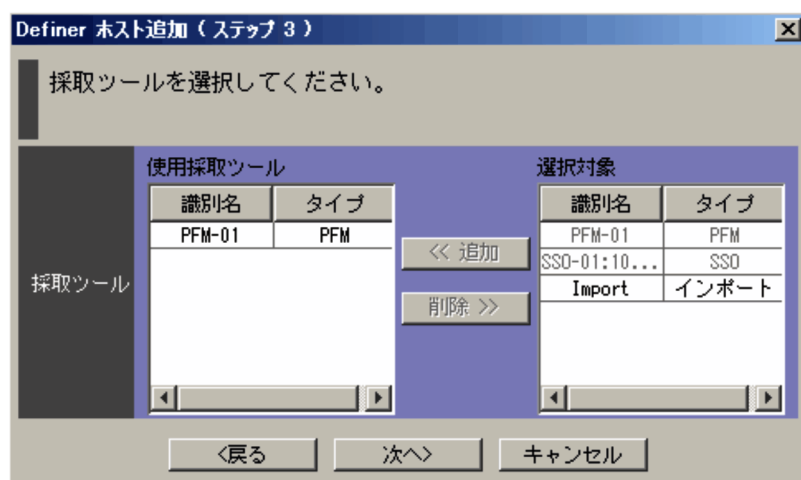 Definer ホスト追加（ステップ３）
採取ツールを選択してください。
使用採取ツール
選択対象
識別名 タイプ
識別名 タイプ
PFM-01 PFM
PFM-01 PFM
<< 追加
SSO-01:10... SSO
採取ツール
Import インポート
削除 >>
<戻る 次へ> キャンセル